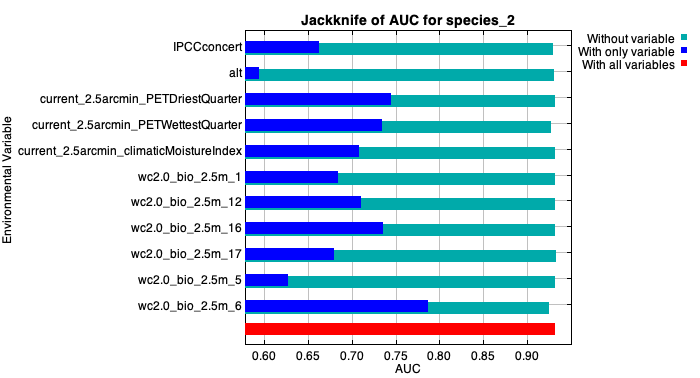 Jackknife of AUC for species_2
Without variable
With only variable
With all variables
Environmental Variable
IPCCconcert
alt
current_2.5arcmin_PETDriestQuarter
current_2.5arcmin_PETWettestQuarter
current_2.5arcmin_climaticMoistureIndex
wc2.0_bio_2.5m_1
wc2.0_bio_2.5m_12
wc2.0_bio_2.5m_16
wc2.0_bio_2.5m_17
wc2.0_bio_2.5m_5
wc2.0_bio_2.5m_6
0.60 0.65 0.70 0.75 0.80 0.85 0.90
AUC